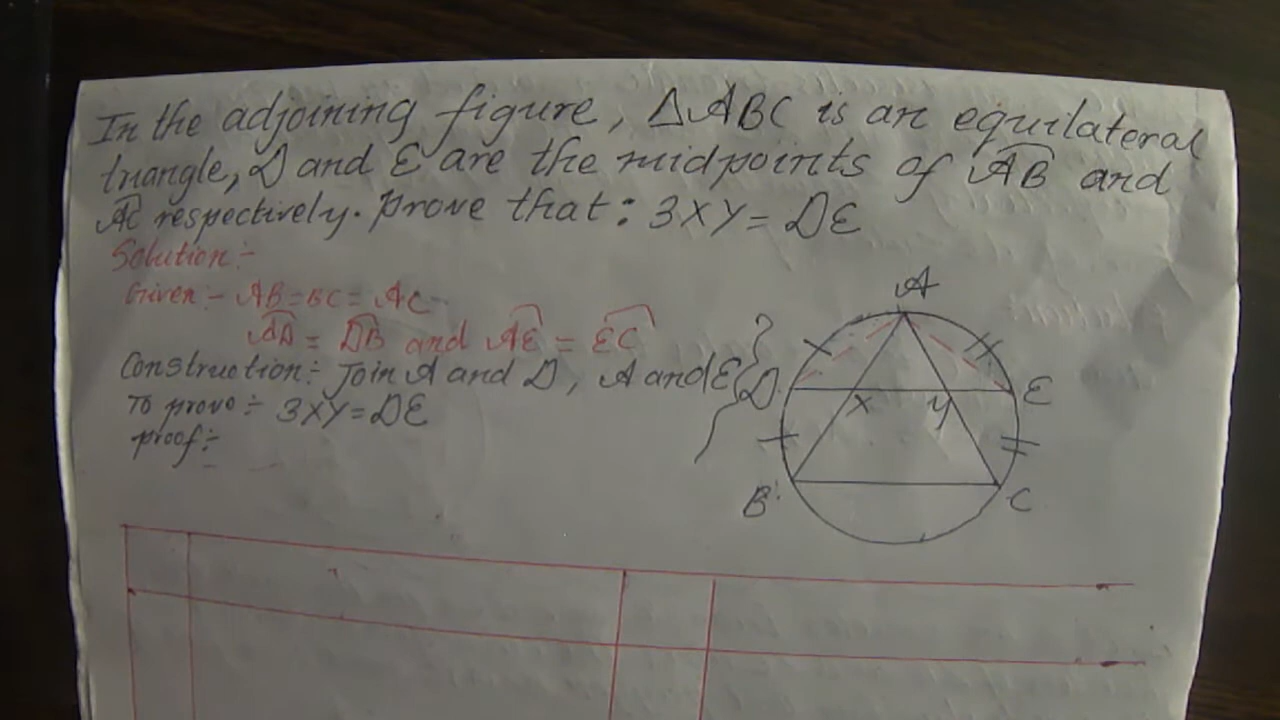 In the adjoining figure, △ABC is an equilateral
triangle, D and E are the midpoints of AB and
AC respectively. Prove that: 3XY = DE
Solution:-
Given:- AB = BC = AC
AD = DB and AE = EC
Construction:- Join A and D, A and E
To prove:- 3XY = DE
proof:-
A
D
E
X
Y
B
C